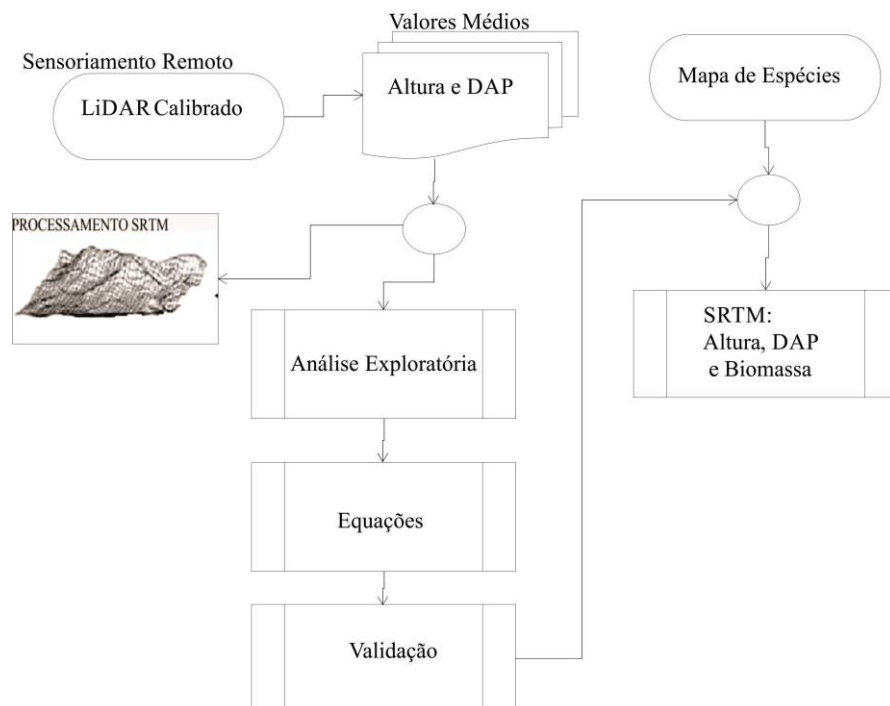 Valores Médios
Sensoriamento Remoto
LiDAR Calibrado
Altura e DAP
Mapa de Espécies
PROCESSAMENTO SRTM
Análise Exploratória
SRTM:
Altura, DAP
e Biomassa
Equações
Validação